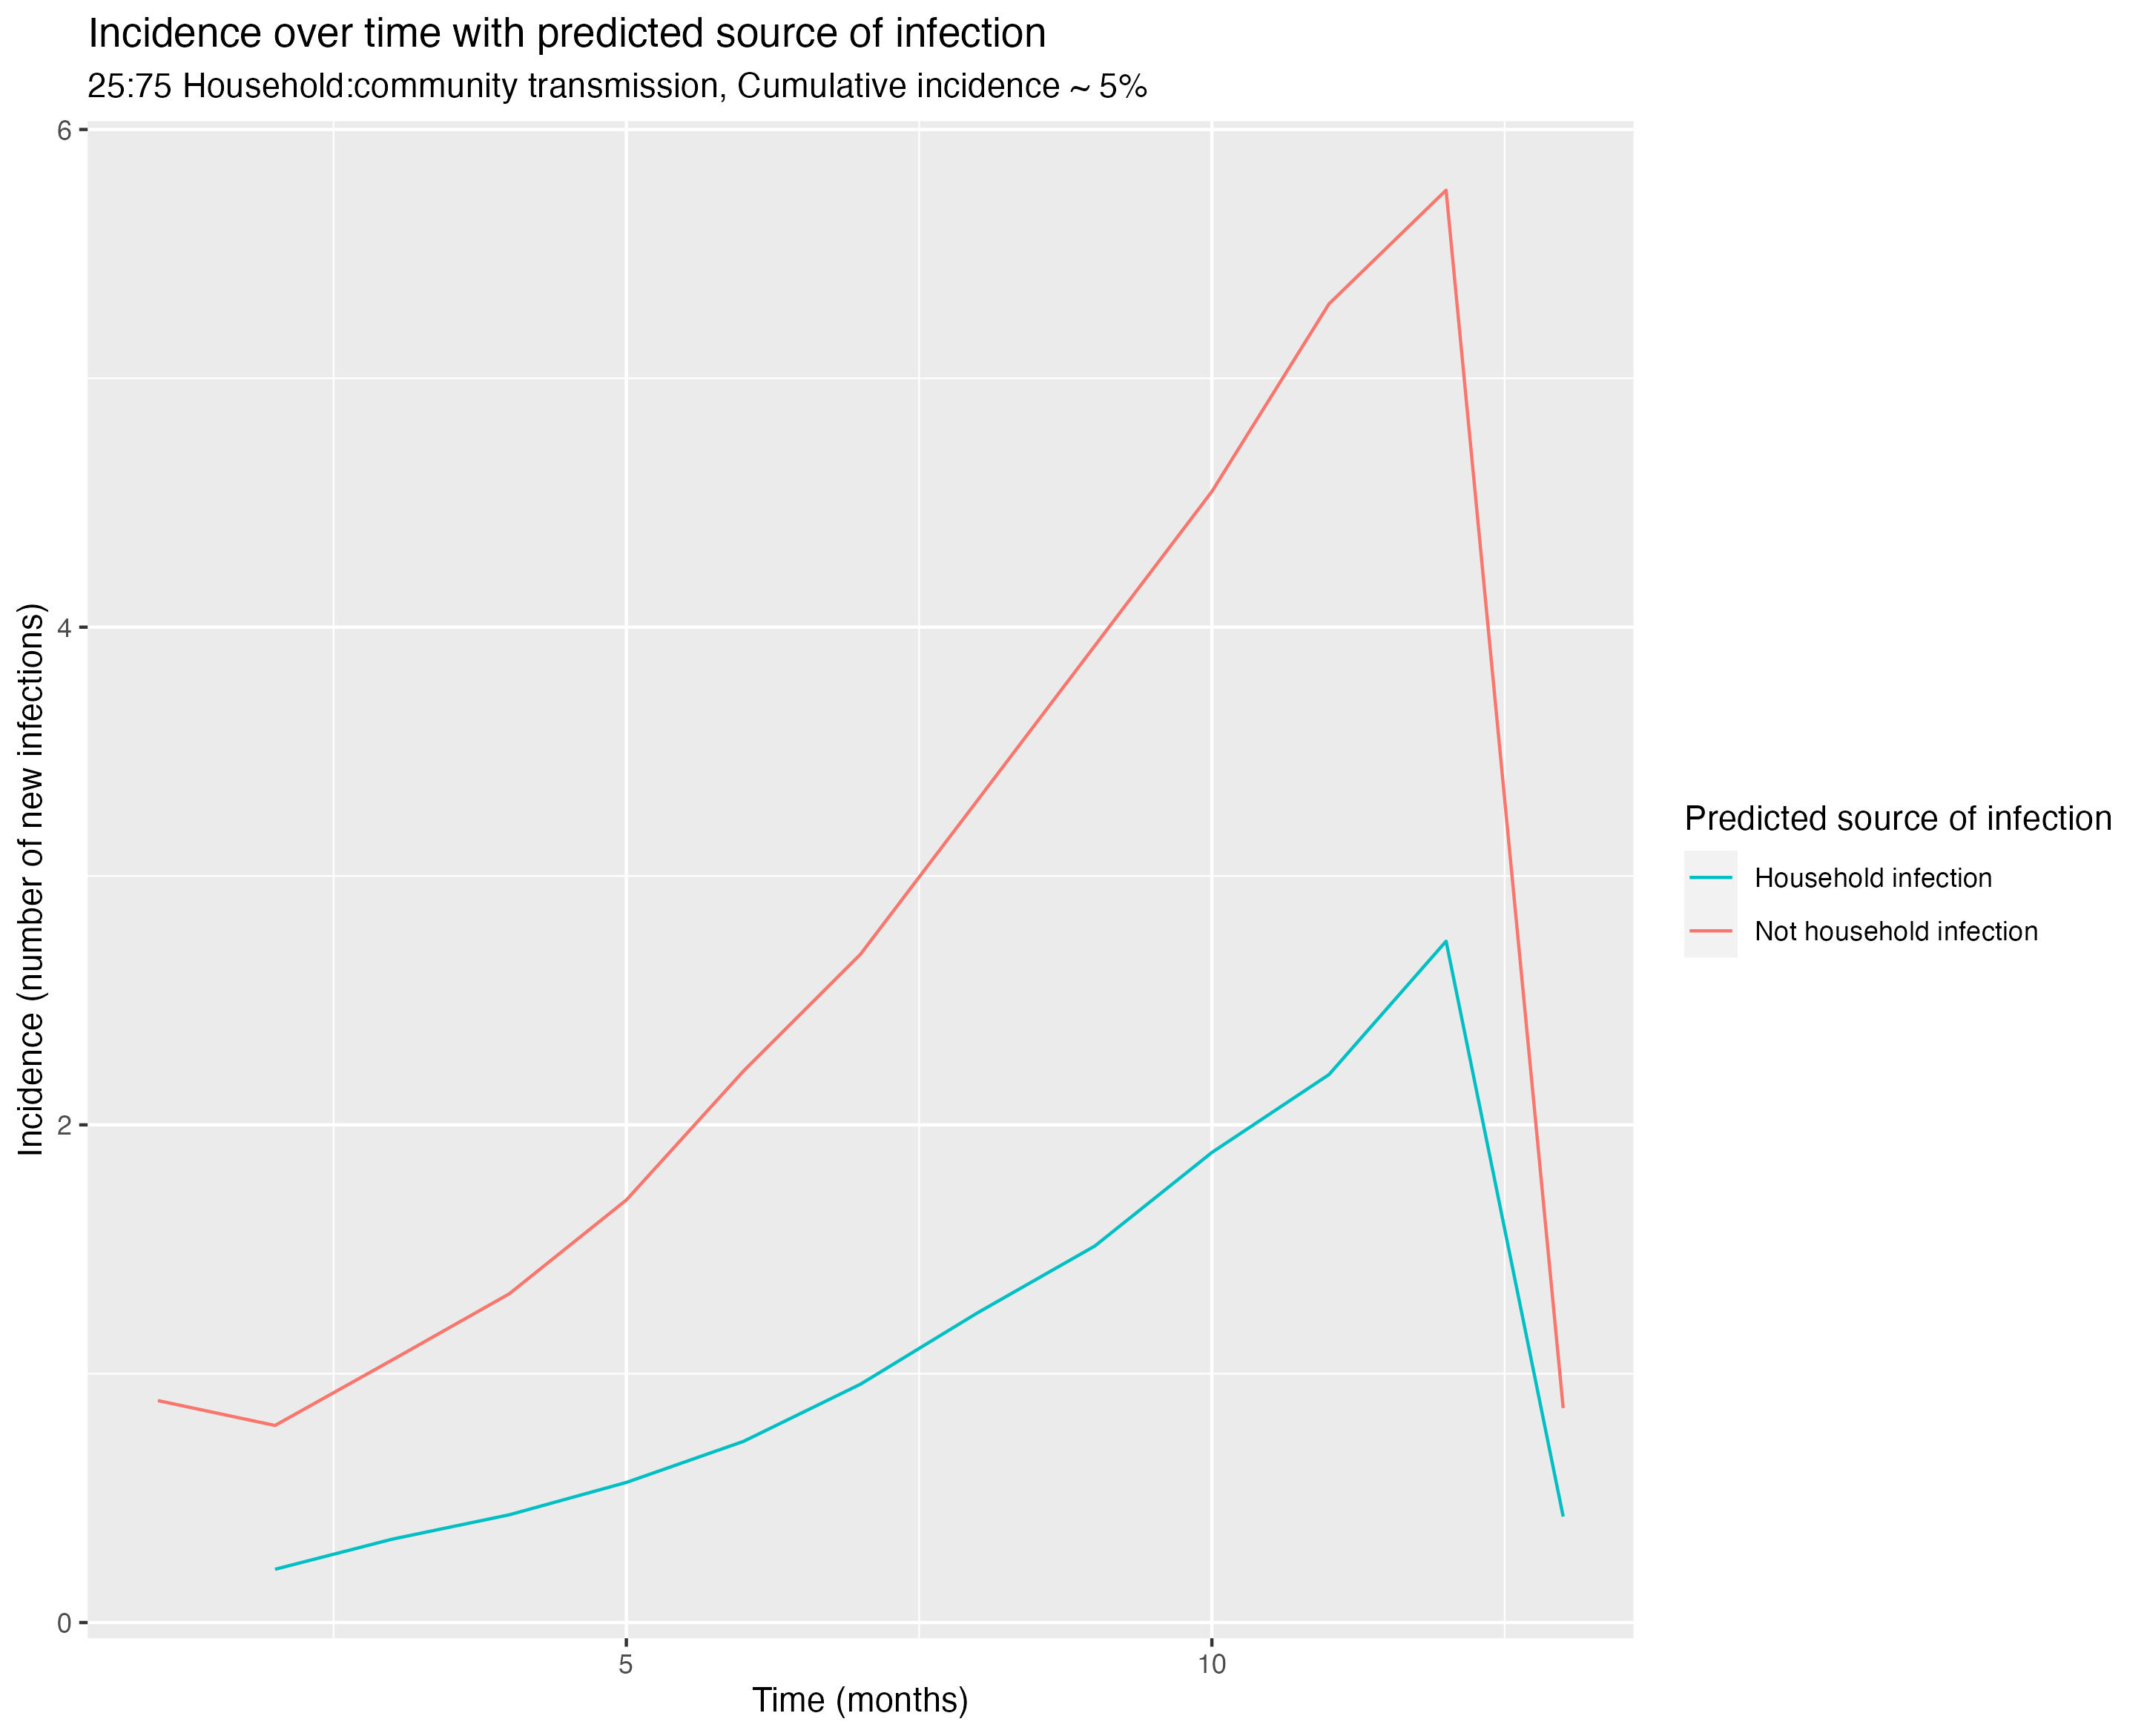 Incidence over time with predicted source of infection
25:75 Household:community transmission, Cumulative incidence ~ 5%
6
4
2
0
Incidence (number of new infections)
5
10
Time (months)
Predicted source of infection
Household infection
Not household infection